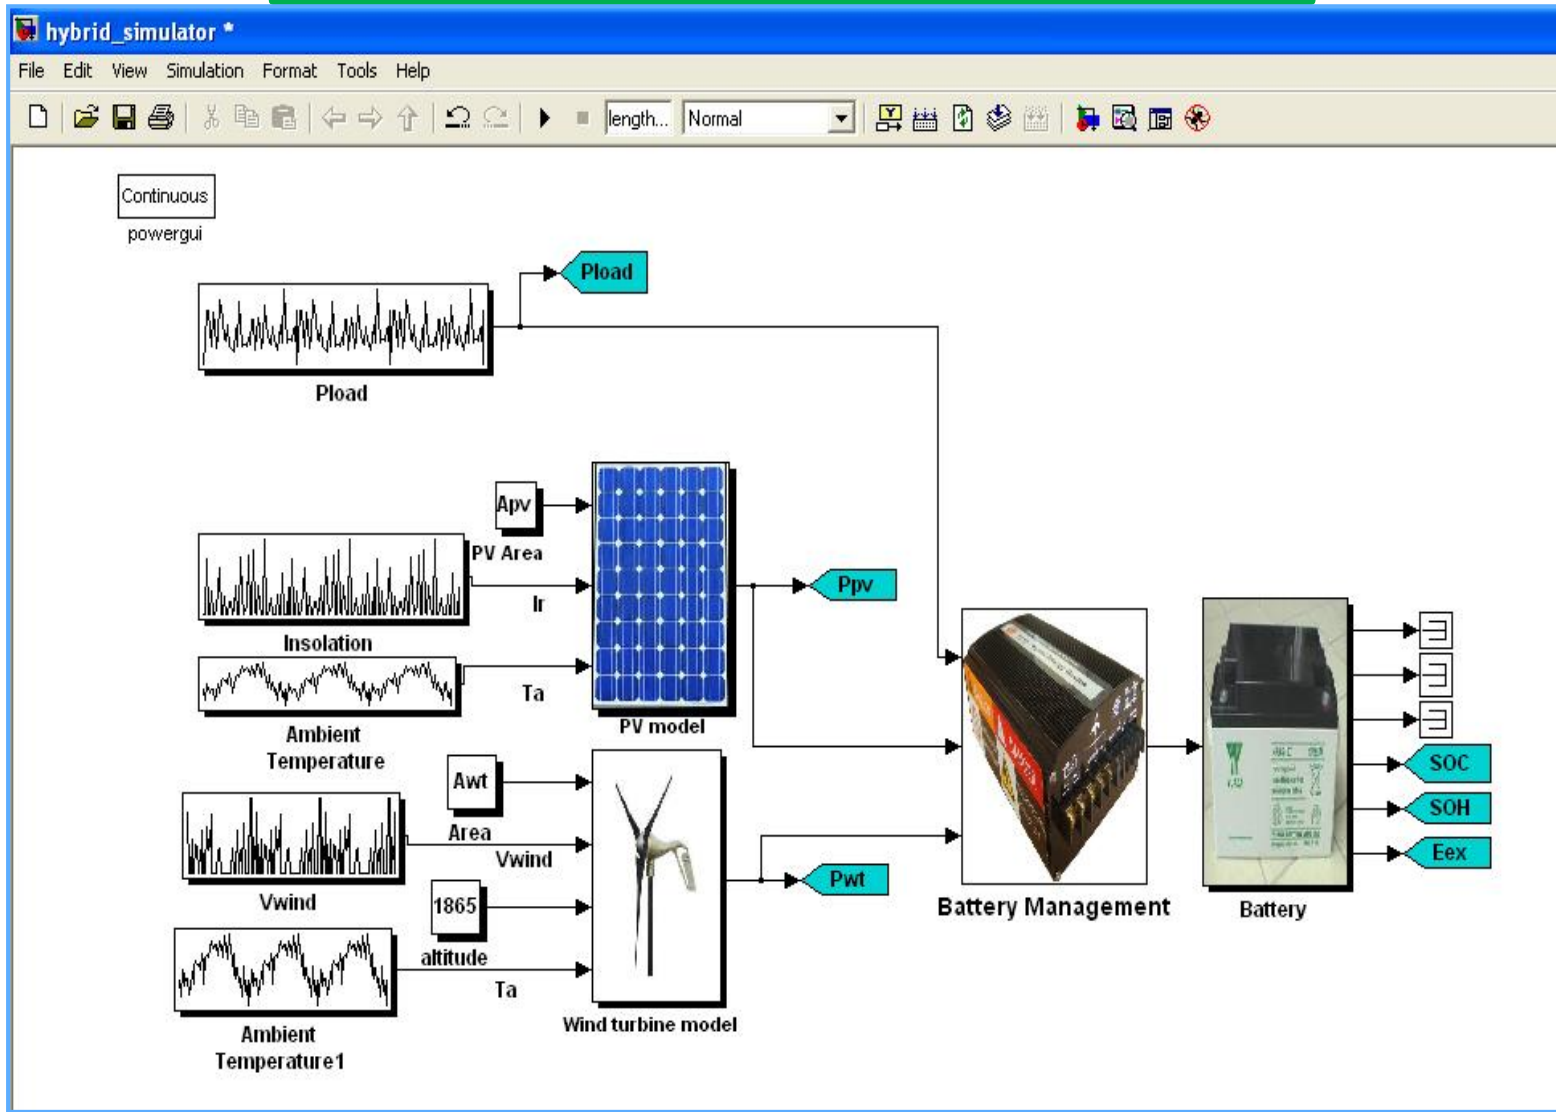 hybrid_simulator *
File Edit View Simulation Format Tools Help
length... Normal
Continuous
powergui
Pload
Pload
Apv
PV Area
Ir
Insolation
Ppv
Ta
Ambient
Temperature
PV model
Awt
Area
Vwind
Vwind
1865
altitude
Ta
Ambient
Temperature1
Wind turbine model
Pwt
Battery Management
Battery
SOC
SOH
Eex